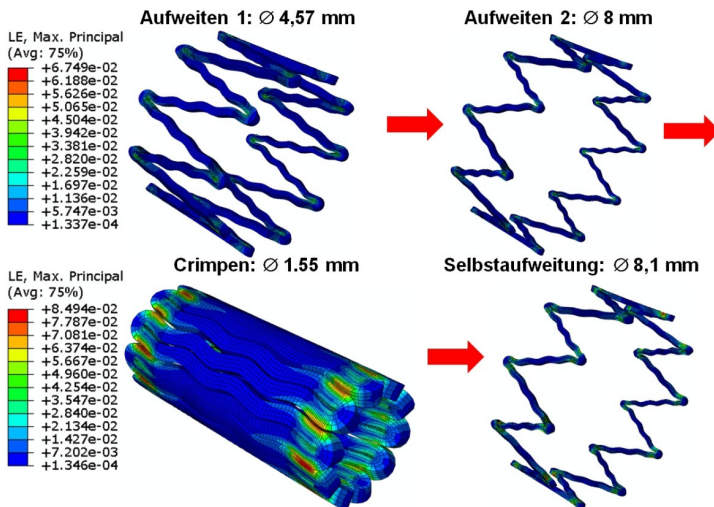 Aufweiten 1: ∅ 4,57 mm
Aufweiten 2: ∅ 8 mm
LE, Max. Principal
(Avg: 75%)
+6.749e-02
+6.188e-02
+5.626e-02
+5.065e-02
+4.504e-02
+3.942e-02
+3.381e-02
+2.820e-02
+2.259e-02
+1.697e-02
+1.136e-02
+5.747e-03
+1.337e-04
Crimpen: ∅ 1.55 mm
Selbstaufweitung: ∅ 8,1 mm
LE, Max. Principal
(Avg: 75%)
+8.494e-02
+7.787e-02
+7.081e-02
+6.374e-02
+5.667e-02
+4.960e-02
+4.254e-02
+3.547e-02
+2.840e-02
+2.134e-02
+1.427e-02
+7.202e-03
+1.346e-04